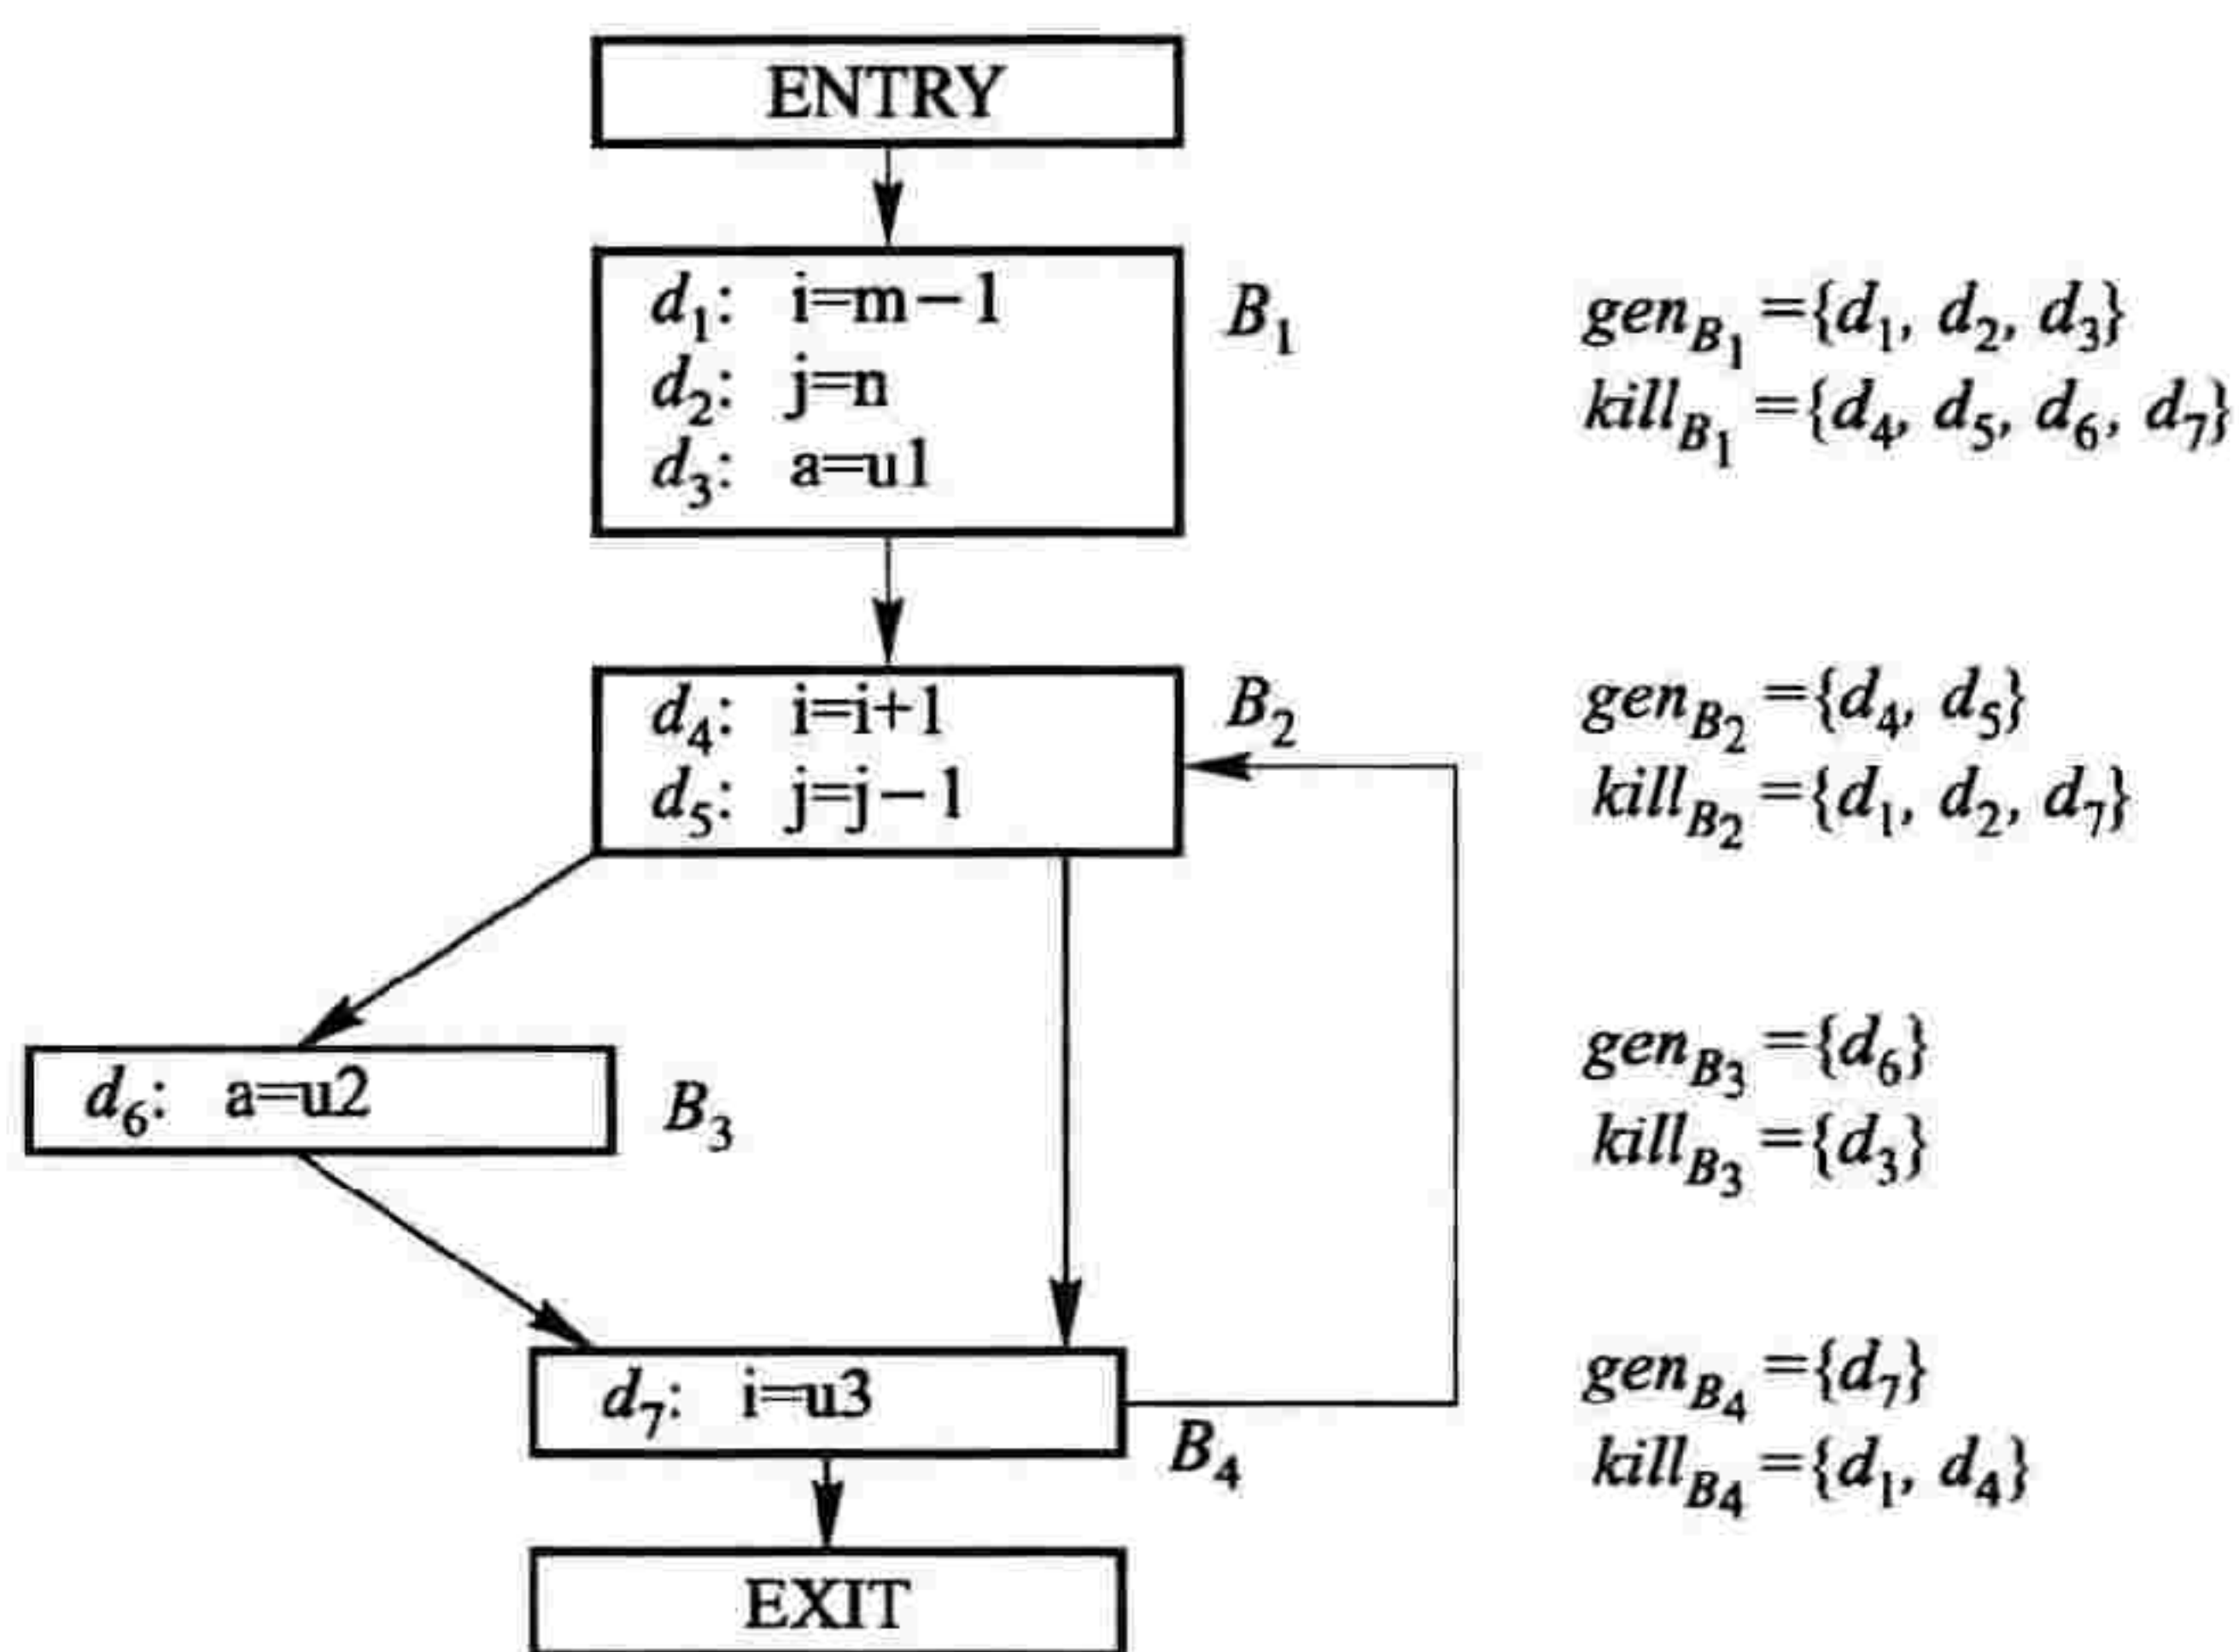 ENTRY
d₁: i=m−1
d₂: j=n
d₃: a=u1
B₁
gen_B₁ ={d₁, d₂, d₃}
kill_B₁ ={d₄, d₅, d₆, d₇}
d₄: i=i+1
d₅: j=j−1
B₂
gen_B₂ ={d₄, d₅}
kill_B₂ ={d₁, d₂, d₇}
d₆: a=u2
B₃
gen_B₃ ={d₆}
kill_B₃ ={d₃}
d₇: i=u3
B₄
gen_B₄ ={d₇}
kill_B₄ ={d₁, d₄}
EXIT